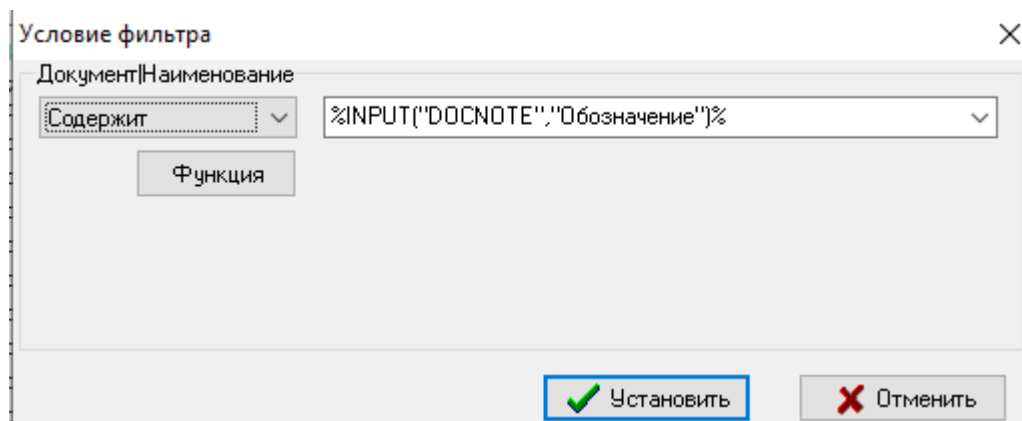 Условие фильтра
Документ|Наименование
Содержит
%INPUT("DOCNOTE","Обозначение")%
Функция
Установить
Отменить